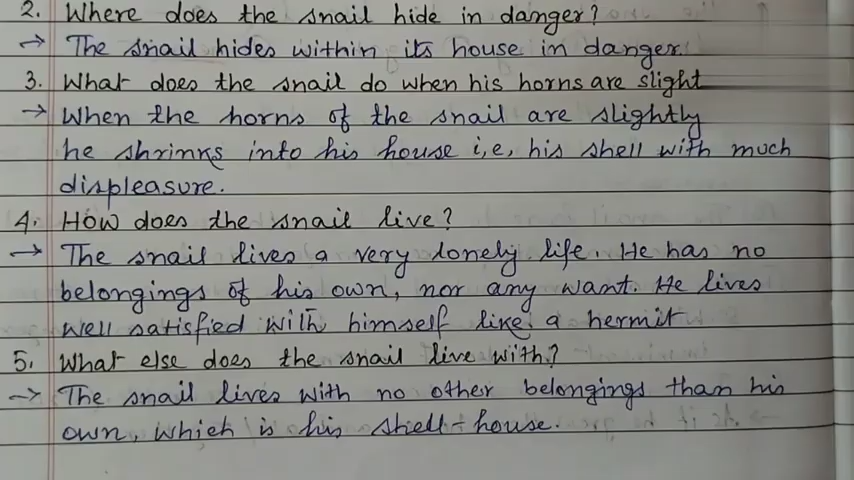 2. Where does the snail hide in danger?
→ The snail hides within its house in danger.
3. What does the snail do when his horns are slight
→ When the horns of the snail are slightly
he shrinks into his house i,e, his shell with much
displeasure.
4. How does the snail live?
→ The snail lives a very lonely life. He has no
belongings of his own, nor any want. He lives
well satisfied with himself like a hermit
5. What else does the snail live with?
→ The snail lives with no other belongings than his
own, which is his shell-house.